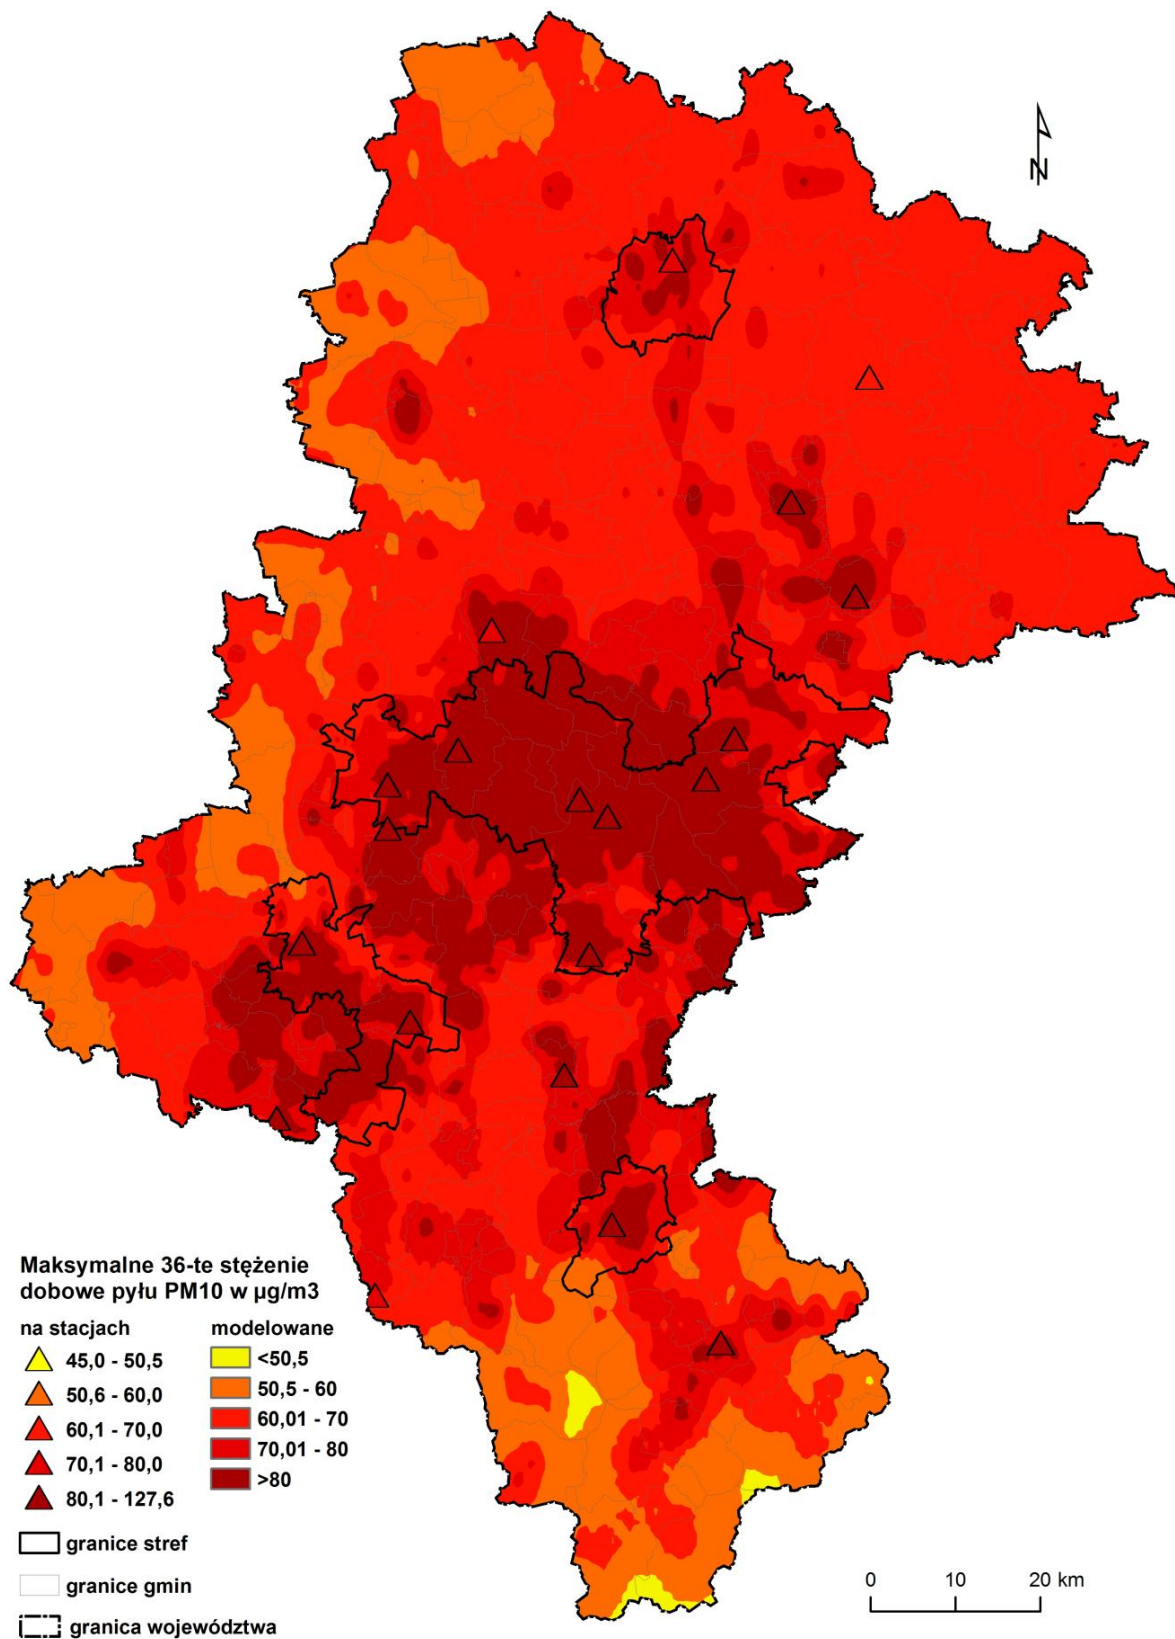 N
Maksymalne 36-te stężenie
dobowe pyłu PM10 w µg/m3
na stacjach
modelowane
45,0 - 50,5
<50,5
50,6 - 60,0
50,5 - 60
60,1 - 70,0
60,01 - 70
70,1 - 80,0
70,01 - 80
80,1 - 127,6
>80
granice stref
granice gmin
granica województwa
0 10 20 km